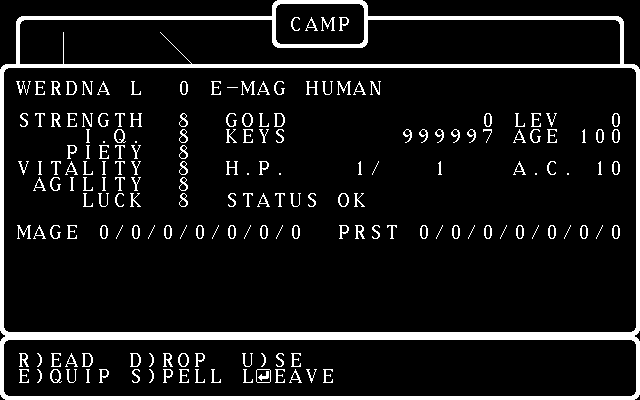 CAMP
WERDNA L 0 E-MAG HUMAN
STRENGTH 8 GOLD 0 LEV 0
I.Q. 8 KEYS 999997 AGE 100
PIETY 8
VITALITY 8 H.P. 1/ 1 A.C. 10
AGILITY 8
LUCK 8 STATUS OK
MAGE 0/0/0/0/0/0/0 PRST 0/0/0/0/0/0/0
R)EAD D)ROP U)SE
E)QUIP S)PELL L↵EAVE